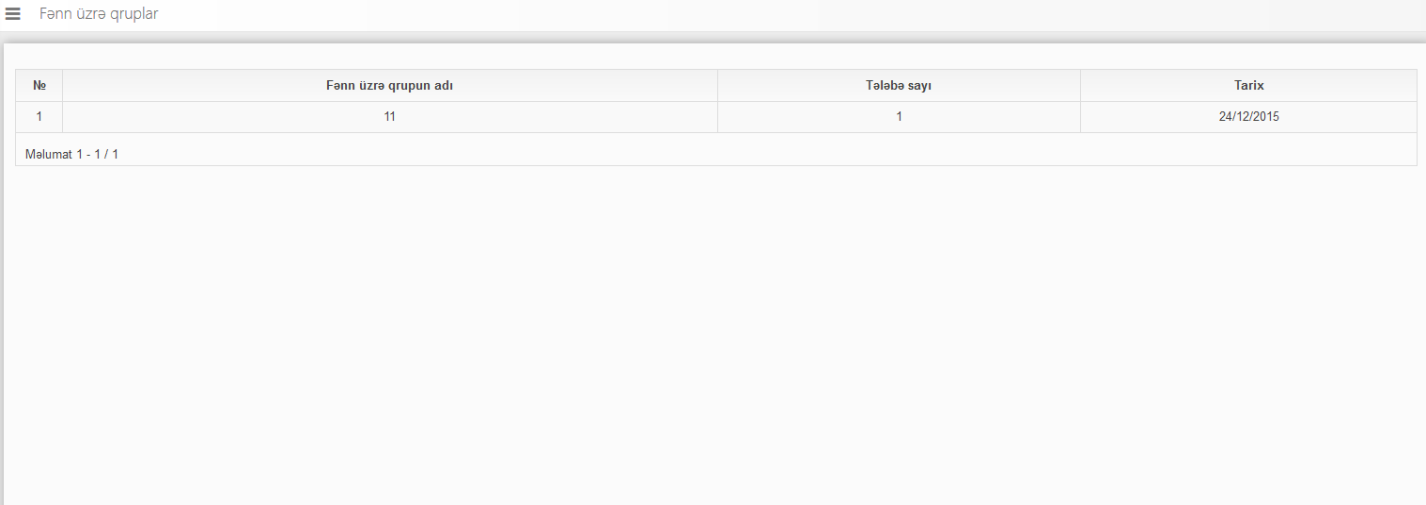 Fənn üzrə qruplar
№ Fənn üzrə qrupun adı Tələbə sayı Tarix
1 11 1 24/12/2015
Məlumat 1 - 1 / 1